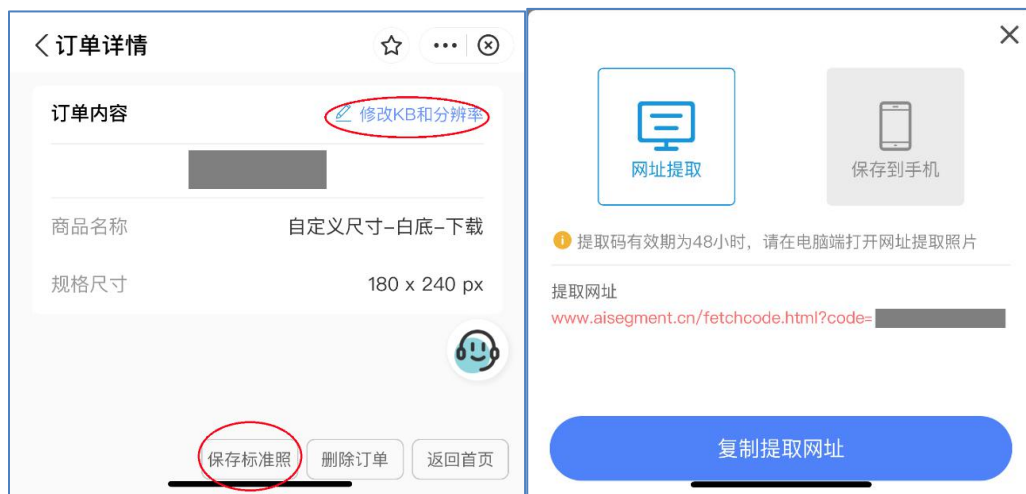 订单详情
订单内容
修改KB和分辨率
商品名称
自定义尺寸-白底-下载
规格尺寸
180 x 240 px
保存标准照
删除订单
返回首页
网址提取
保存到手机
提取码有效期为48小时，请在电脑端打开网址提取照片
提取网址
www.aisegment.cn/fetchcode.html?code=
复制提取网址